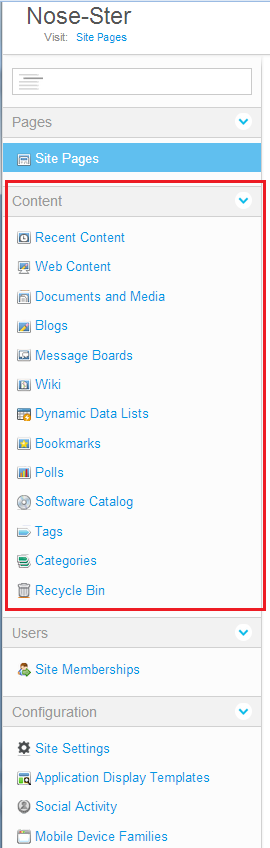 Nose-Ster
Visit: Site Pages
Pages
Site Pages
Content
Recent Content
Web Content
Documents and Media
Blogs
Message Boards
Wiki
Dynamic Data Lists
Bookmarks
Polls
Software Catalog
Tags
Categories
Recycle Bin
Users
Site Memberships
Configuration
Site Settings
Application Display Templates
Social Activity
Mobile Device Families